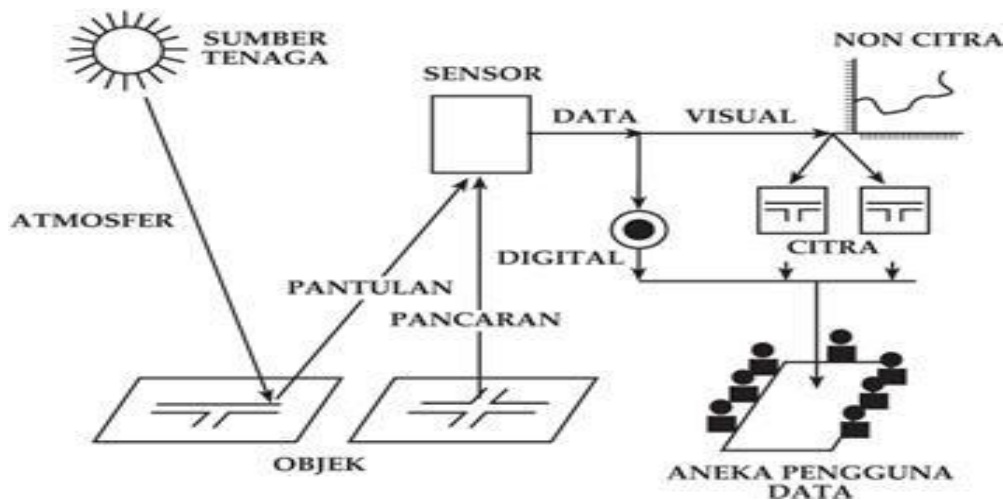 SUMBER
TENAGA
SENSOR
NON CITRA
DATA
VISUAL
ATMOSFER
CITRA
DIGITAL
PANTULAN
PANCARAN
OBJEK
ANEKA PENGGUNA
DATA